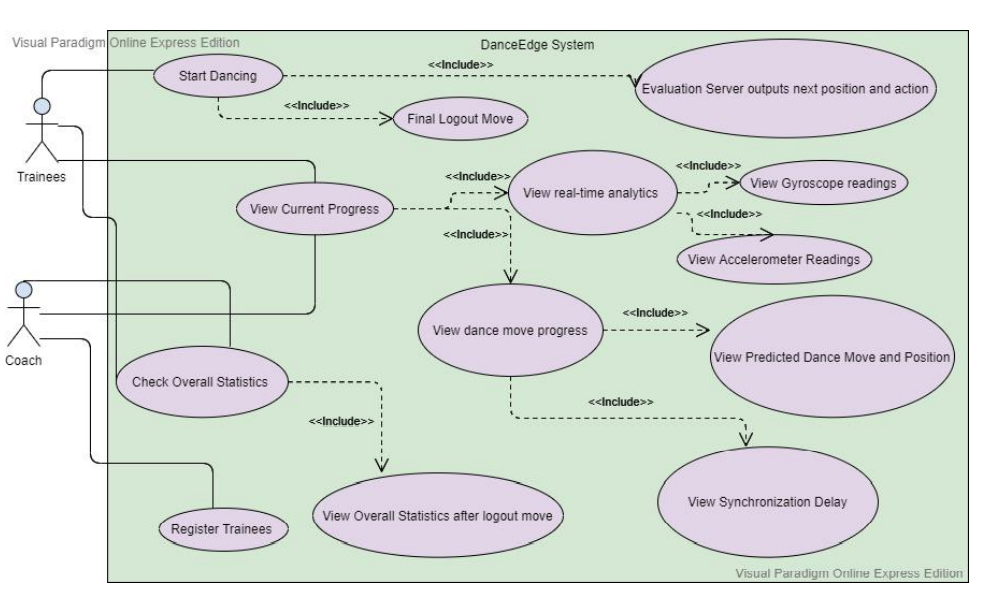 Visual Paradigm Online Express Edition
DanceEdge System
<<Include>>
Start Dancing
Evaluation Server outputs next position and action
<<Include>>
Final Logout Move
Trainees
<<Include>>
<<Include>>
View real-time analytics
View Gyroscope readings
View Current Progress
<<Include>>
<<Include>>
View Accelerometer Readings
<<Include>>
View dance move progress
View Predicted Dance Move and Position
Coach
Check Overall Statistics
<<Include>>
<<Include>>
View Synchronization Delay
View Overall Statistics after logout move
Register Trainees
Visual Paradigm Online Express Edition